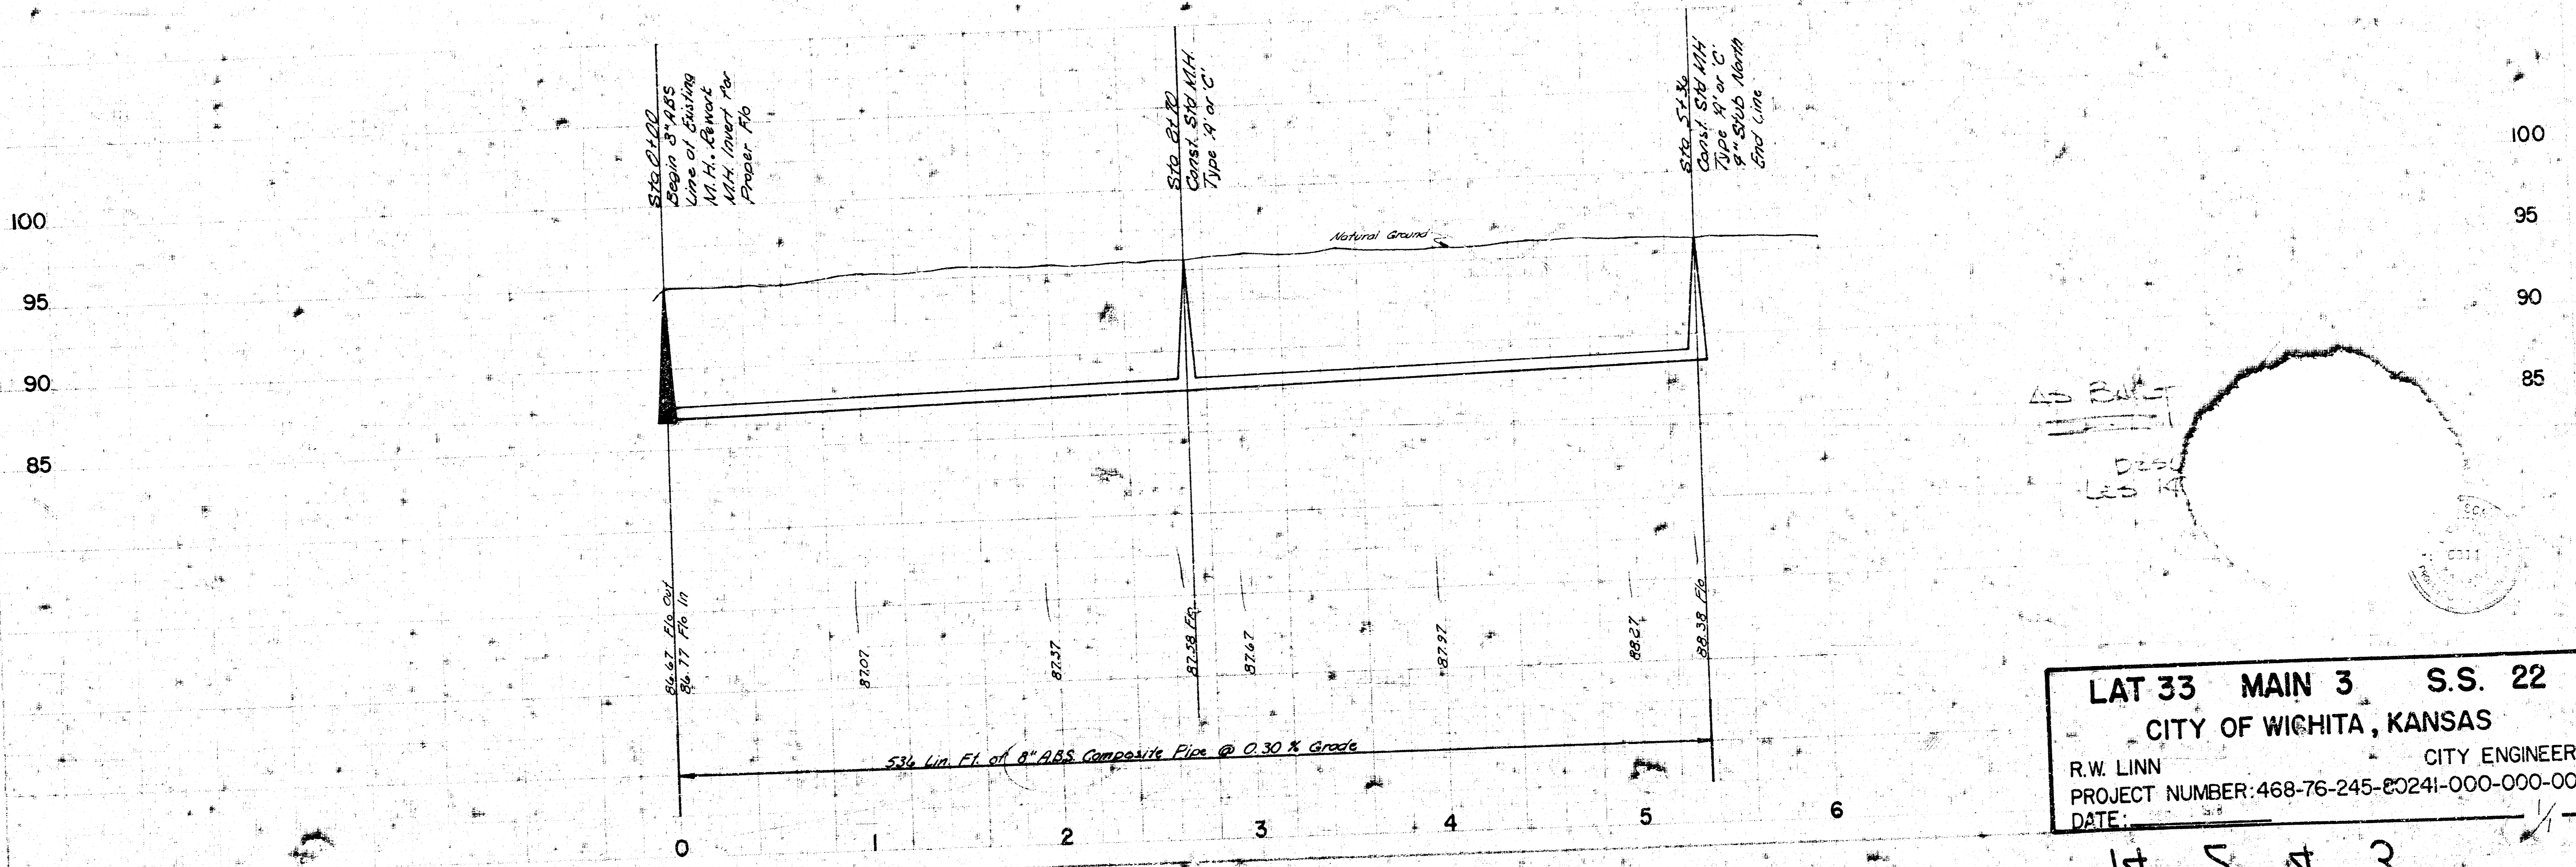 Sta 0+00
Begin 8" ABS
Line at Existing
M.H. Rework
M.H. Invert For
Proper Flo
Sta 2+70
Const. Std M.H.
Type 'A' or 'C'
Sta 5+36
Const. Std MH
Type 'A' or 'C'
Stub North
End Line
100
95
90
85
Natural Ground
100
95
90
85
As Built
86.67 Flo Out
86.77 Flo In
87.07
87.37
87.58 Flo
87.67
87.97
88.27
88.38 Flo
536 Lin. Ft. of 8" A.B.S. Composite Pipe @ 0.30 % Grade
0 1 2 3 4 5 6
LAT 33 MAIN 3 S.S. 22
CITY OF WICHITA, KANSAS
R.W. LINN CITY ENGINEER
PROJECT NUMBER: 468-76-245-80241-000-000-00
DATE:
1/1